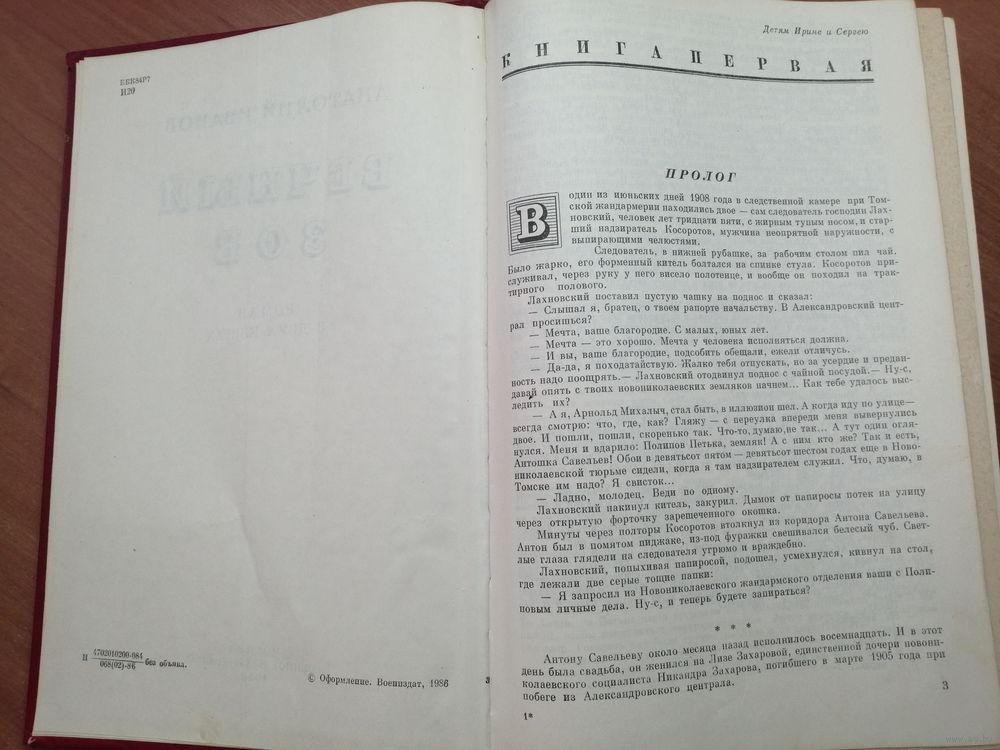 ББК84Р7
И20
И 4702010200-084 без объявл.
068(02)-86
© Оформление. Воениздат, 1986
Детям Ирине и Сергею
КНИГА ПЕРВАЯ
ПРОЛОГ
В один из июньских дней 1908 года в следственной камере при Том-
ской жандармерии находились двое — сам следователь господин Лах-
новский, человек лет тридцати пяти, с жирным тупым носом, и стар-
ший надзиратель Косоротов, мужчина неопрятной наружности, с
выпирающими челюстями.
Следователь, в нижней рубашке, за рабочим столом пил чай.
Было жарко, его форменный китель болтался на спинке стула. Косоротов при-
служивал, через руку у него висело полотенце, и вообще он походил на трак-
тирного полового.
Лахновский поставил пустую чашку на поднос и сказал:
— Слышал я, братец, о твоем рапорте начальству. В Александровский цент-
рал просишься?
— Мечта, ваше благородие. С малых, юных лет.
— Мечта — это хорошо. Мечта у человека исполняться должна.
— И вы, ваше благородие, подсобить обещали, ежели отличусь.
— Да-да, я походатайствую. Жалко тебя отпускать, но за усердие и предан-
ность надо поощрять.— Лахновский отодвинул поднос с чайной посудой.— Ну-с,
давай опять с твоих новониколаевских земляков начнем... Как тебе удалось выс-
ледить их?
— А я, Арнольд Михалыч, стал быть, в иллюзион шел. А когда иду по улице—
всегда смотрю: что, где, как? Гляжу — с переулка впереди меня вывернулись
двое. И пошли, пошли, скоренько так. Что-то, думаю, не так... А тут один огля-
нулся. Меня и вдарило: Полипов Петька, земляк! А с ним кто же? Так и есть,
Антошка Савельев! Обои в девятьсот пятом — девятьсот шестом годах еще в Ново-
николаевской тюрьме сидели, когда я там надзирателем служил. Что, думаю, в
Томске им надо? Я свисток...
— Ладно, молодец. Веди по одному.
Лахновский накинул китель, закурил. Дымок от папиросы потек на улицу
через открытую форточку зарешеченного окошка.
Минуты через полторы Косоротов втолкнул из коридора Антона Савельева.
Антон был в помятом пиджаке, из-под фуражки свешивался белесый чуб. Свет-
лые глаза глядели на следователя угрюмо и враждебно.
Лахновский, попыхивая папиросой, подошел, усмехнулся, кивнул на стол,
где лежали две серые тощие папки:
— Я запросил из Новониколаевского жандармского отделения ваши с Поли-
повым личные дела. Ну-с, и теперь будете запираться?
* * *
Антону Савельеву около месяца назад исполнилось восемнадцать. И в этот
день была свадьба, он женился на Лизе Захаровой, единственной дочери новони-
колаевского социалиста Никандра Захарова, погибшего в марте 1905 года при
побеге из Александровского централа.
1*
3